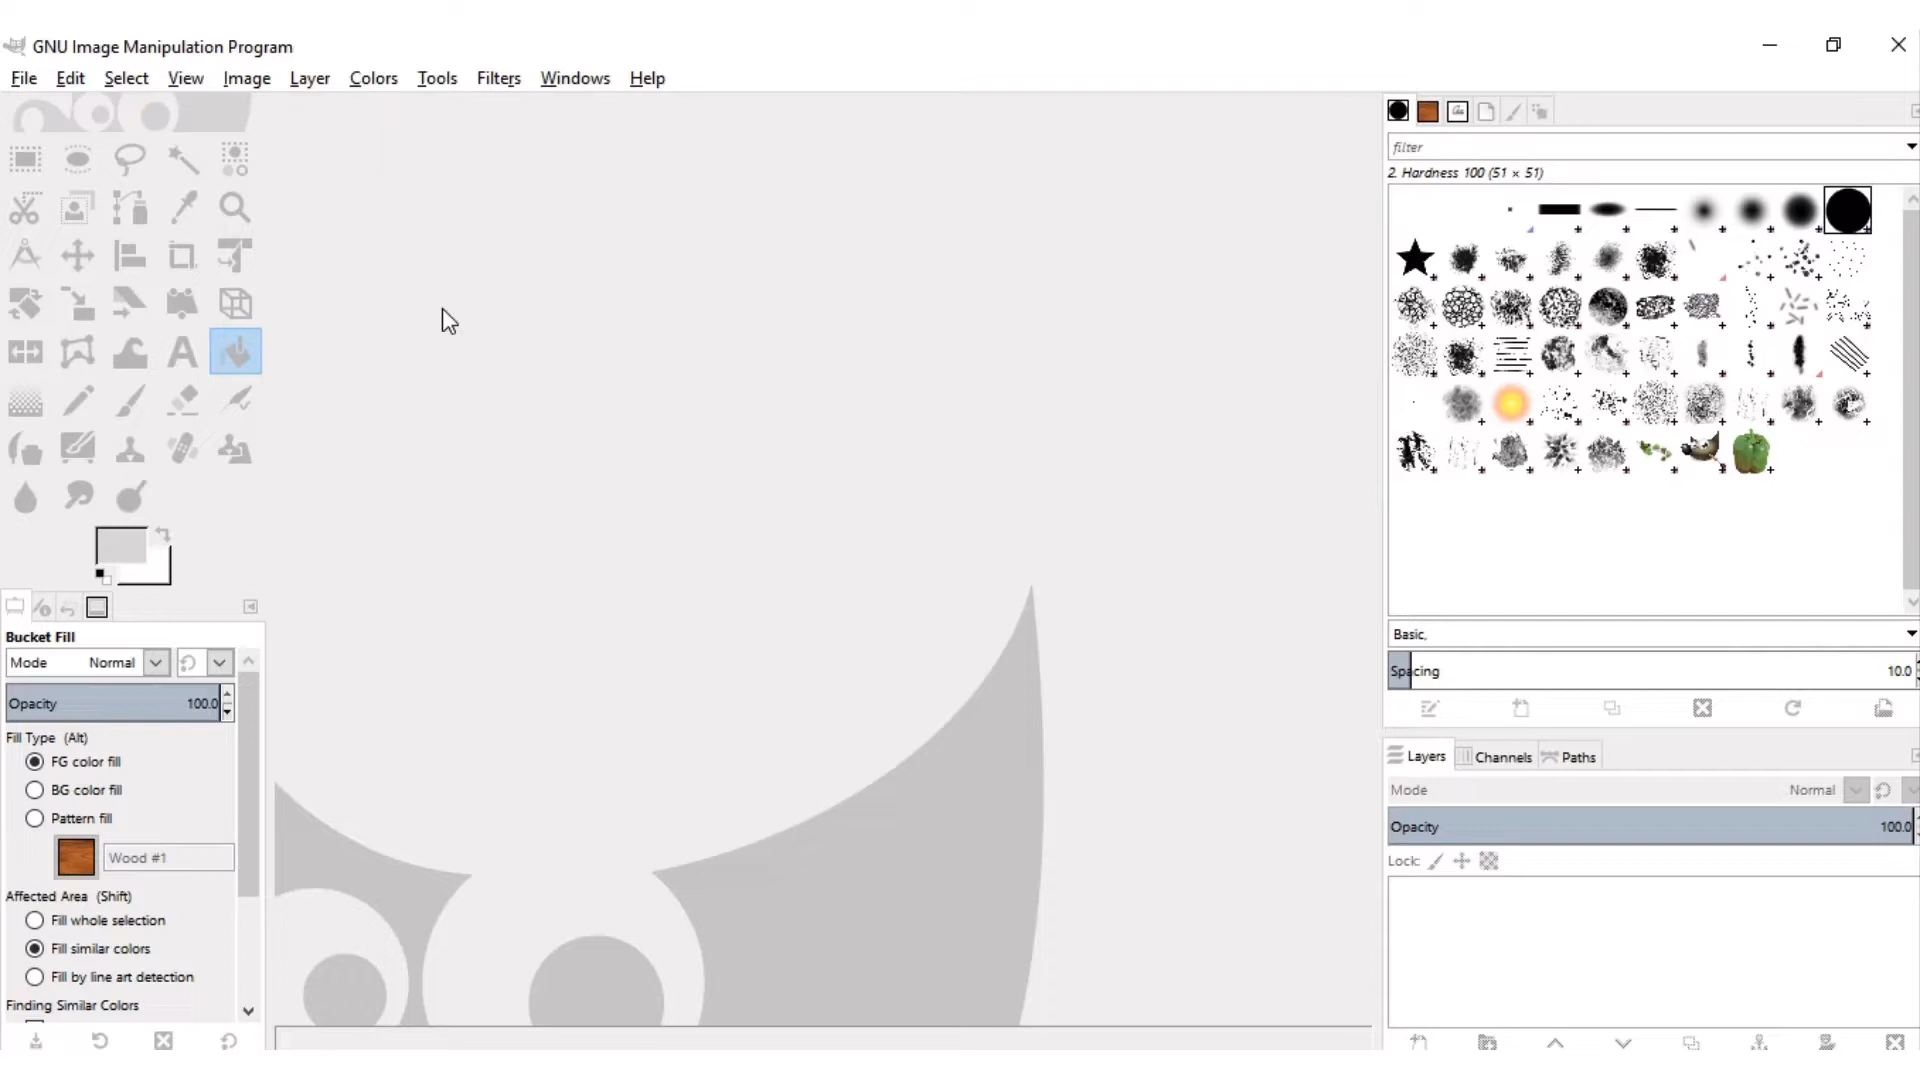 GNU Image Manipulation Program
File Edit Select View Image Layer Colors Tools Filters Windows Help
filter
2. Hardness 100 (51 × 51)
Basic,
Spacing 10.0
Bucket Fill
Mode Normal
Opacity 100.0
Fill Type (Alt)
FG color fill
BG color fill
Pattern fill
Wood #1
Affected Area (Shift)
Fill whole selection
Fill similar colors
Fill by line art detection
Finding Similar Colors
Layers Channels Paths
Mode Normal
Opacity 100.0
Lock: